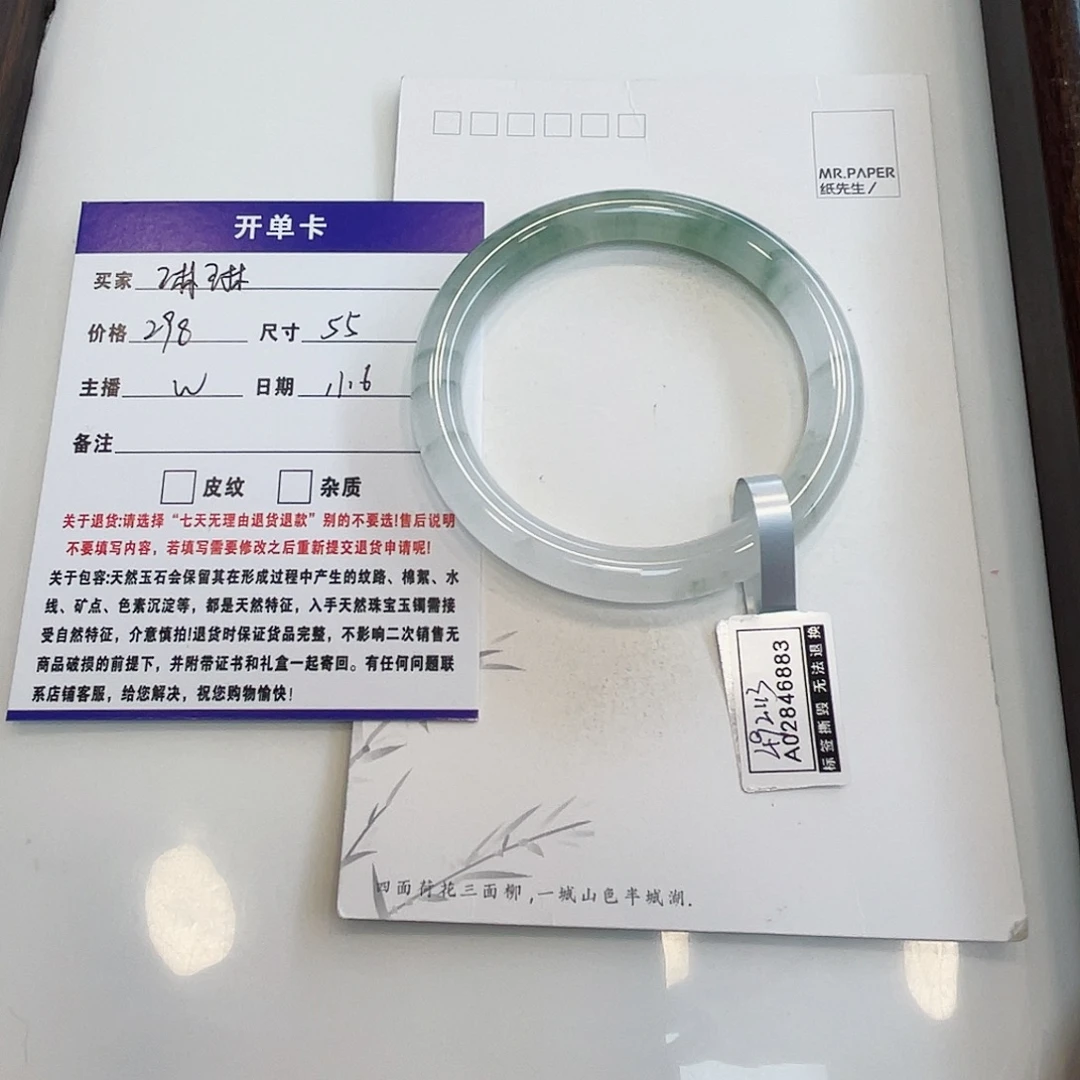 MR.PAPER
纸先生/
开单卡
买家 琳琳
价格 298 尺寸 55
主播 W 日期 11.6
备注
皮纹 杂质
关于退货:请选择“七天无理由退货退款”别的不要选!售后说明
不要填写内容，若填写需要修改之后重新提交退货申请呢!
关于包容:天然玉石会保留其在形成过程中产生的纹路、棉絮、水
线、矿点、色素沉淀等，都是天然特征，入手天然珠宝玉镯需接
受自然特征，介意慎拍!退货时保证货品完整，不影响二次销售无
商品破损的前提下，并附带证书和礼盒一起寄回。有任何问题联
系店铺客服，给您解决，祝您购物愉快!
A02846883
标签撕毁 无法退换
四面荷花三面柳,一城山色半城湖.